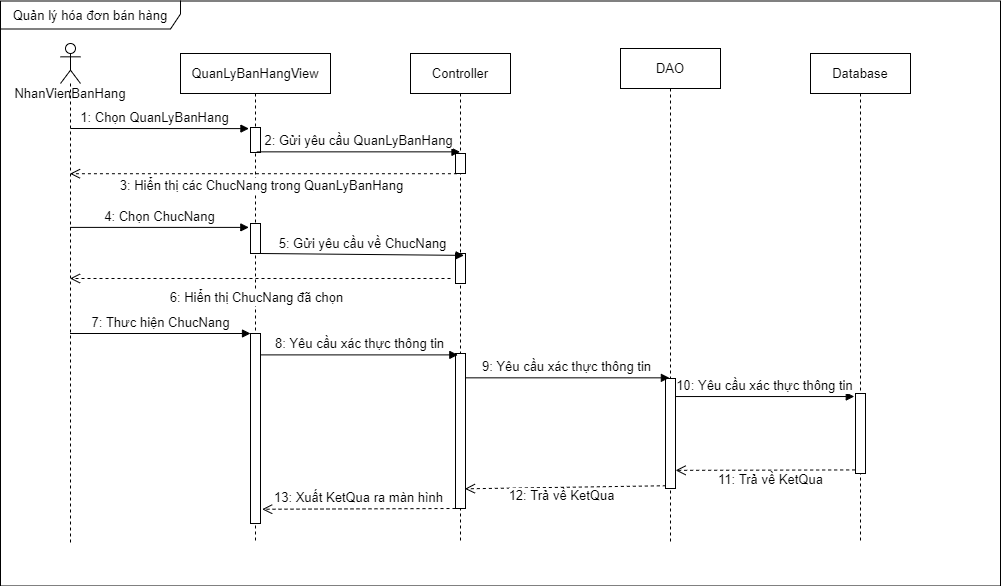 Quản lý hóa đơn bán hàng
NhanVienBanHang
QuanLyBanHangView
Controller
DAO
Database
1: Chọn QuanLyBanHang
2: Gửi yêu cầu QuanLyBanHang
3: Hiển thị các ChucNang trong QuanLyBanHang
4: Chọn ChucNang
5: Gửi yêu cầu về ChucNang
6: Hiển thị ChucNang đã chọn
7: Thưc hiện ChucNang
8: Yêu cầu xác thực thông tin
9: Yêu cầu xác thực thông tin
10: Yêu cầu xác thực thông tin
11: Trả về KetQua
12: Trả về KetQua
13: Xuất KetQua ra màn hình